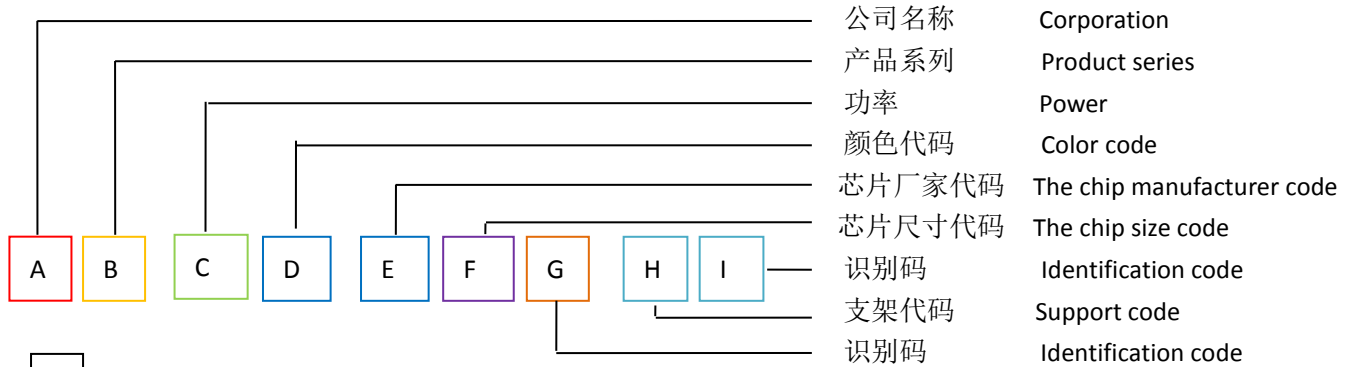 公司名称 Corporation
产品系列 Product series
功率 Power
颜色代码 Color code
芯片厂家代码 The chip manufacturer code
芯片尺寸代码 The chip size code
A B C D E F G H I 识别码 Identification code
支架代码 Support code
识别码 Identification code